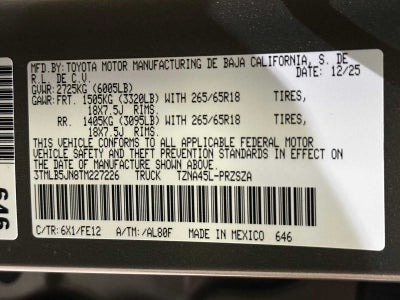 MFD.BY: TOYOTA MOTOR MANUFACTURING DE BAJA CALIFORNIA, S. DE
R.L. DE C.V. DATE: 12/25
GVWR: 2725KG (6005LB)
GAWR: FRT. 1505KG (3320LB) WITH 265/65R18 TIRES,
18X7.5J RIMS.
RR. 1405KG (3095LB) WITH 265/65R18 TIRES,
18X7.5J RIMS.
THIS VEHICLE CONFORMS TO ALL APPLICABLE FEDERAL MOTOR
VEHICLE SAFETY AND THEFT PREVENTION STANDARDS IN EFFECT ON
THE DATE OF MANUFACTURE SHOWN ABOVE.
3TMLB5JN8TM227226 TRUCK TZNA45L-PRZSZA
C/TR: 6X1/FE12 A/TM: /AL80F MADE IN MEXICO 646
646